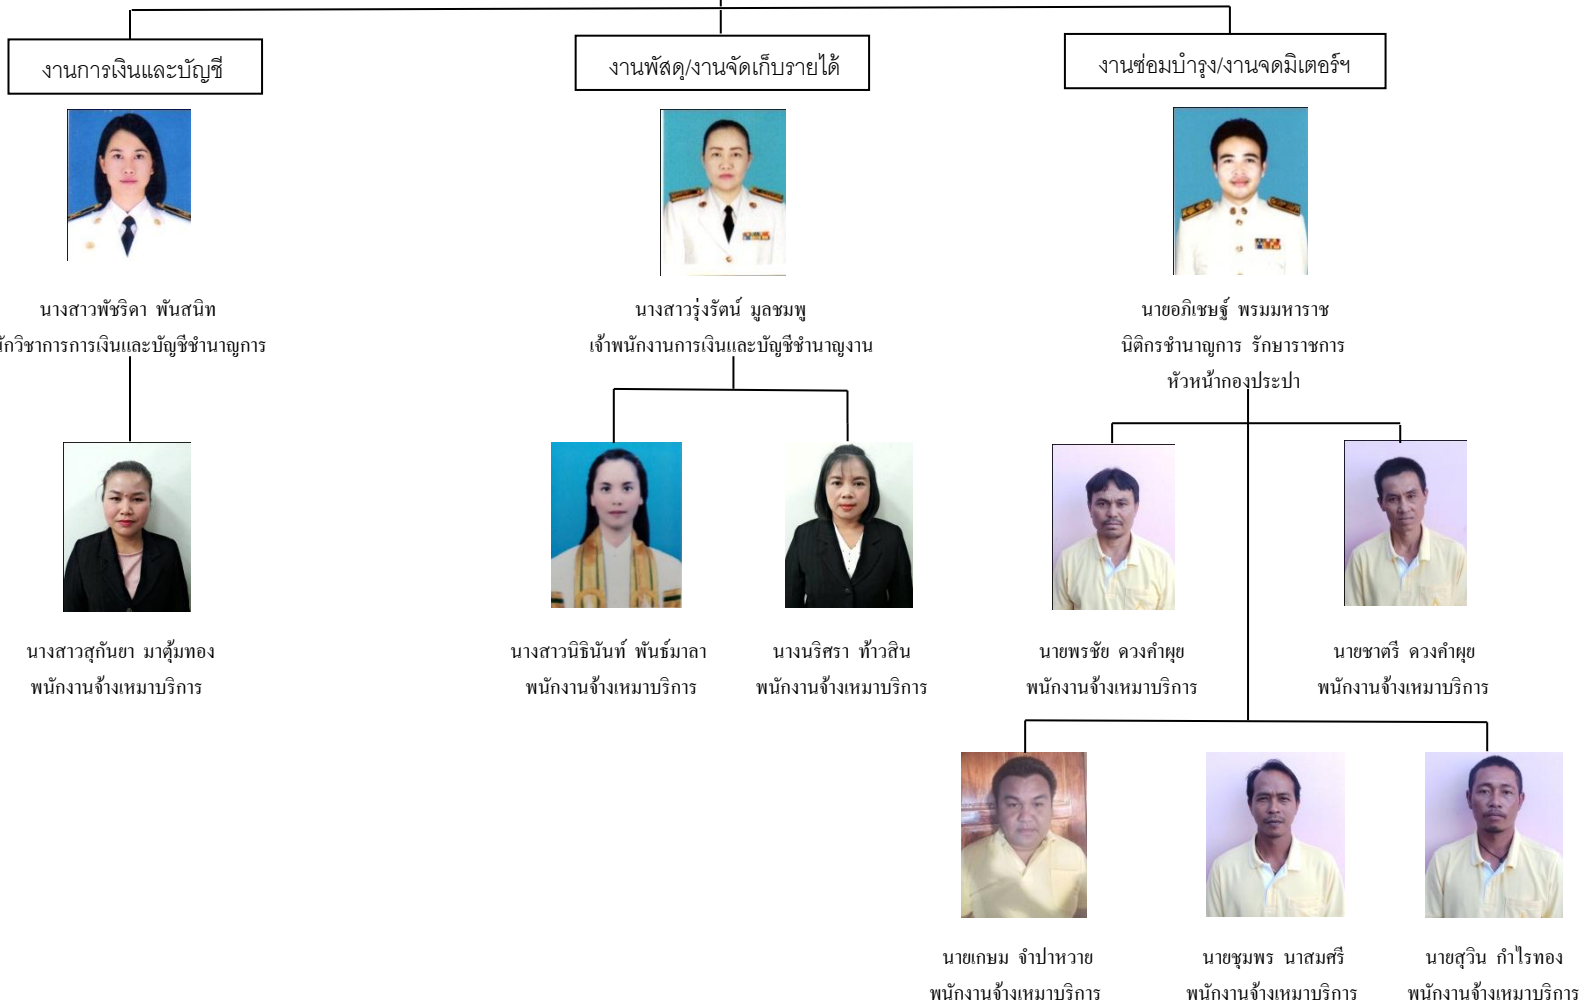 งานการเงินและบัญชี
งานพัสดุ/งานจัดเก็บรายได้
งานซ่อมบำรุง/งานจดมิเตอร์ฯ
นางสาวพัชริดา พันสนิท
นางสาวรุ่งรัตน์ มูลชมพู
นายอภิเชษฐ์ พรมมหาราช
นักวิชาการการเงินและบัญชีชำนาญการ
เจ้าพนักงานการเงินและบัญชีชำนาญงาน
นิติกรชำนาญการ รักษาราชการ
หัวหน้ากองประปา
นางสาวสุกันยา มาตุ้มทอง
นางสาวนิธินันท์ พันธ์มาลา
นางนริศรา ท้าวสิน
นายพรชัย ดวงคำผุย
นายชาตรี ดวงคำผุย
พนักงานจ้างเหมาบริการ
พนักงานจ้างเหมาบริการ
พนักงานจ้างเหมาบริการ
พนักงานจ้างเหมาบริการ
พนักงานจ้างเหมาบริการ
นายเกษม จำปาหวาย
นายชุมพร นาสมศรี
นายสุวิน กำไรทอง
พนักงานจ้างเหมาบริการ
พนักงานจ้างเหมาบริการ
พนักงานจ้างเหมาบริการ